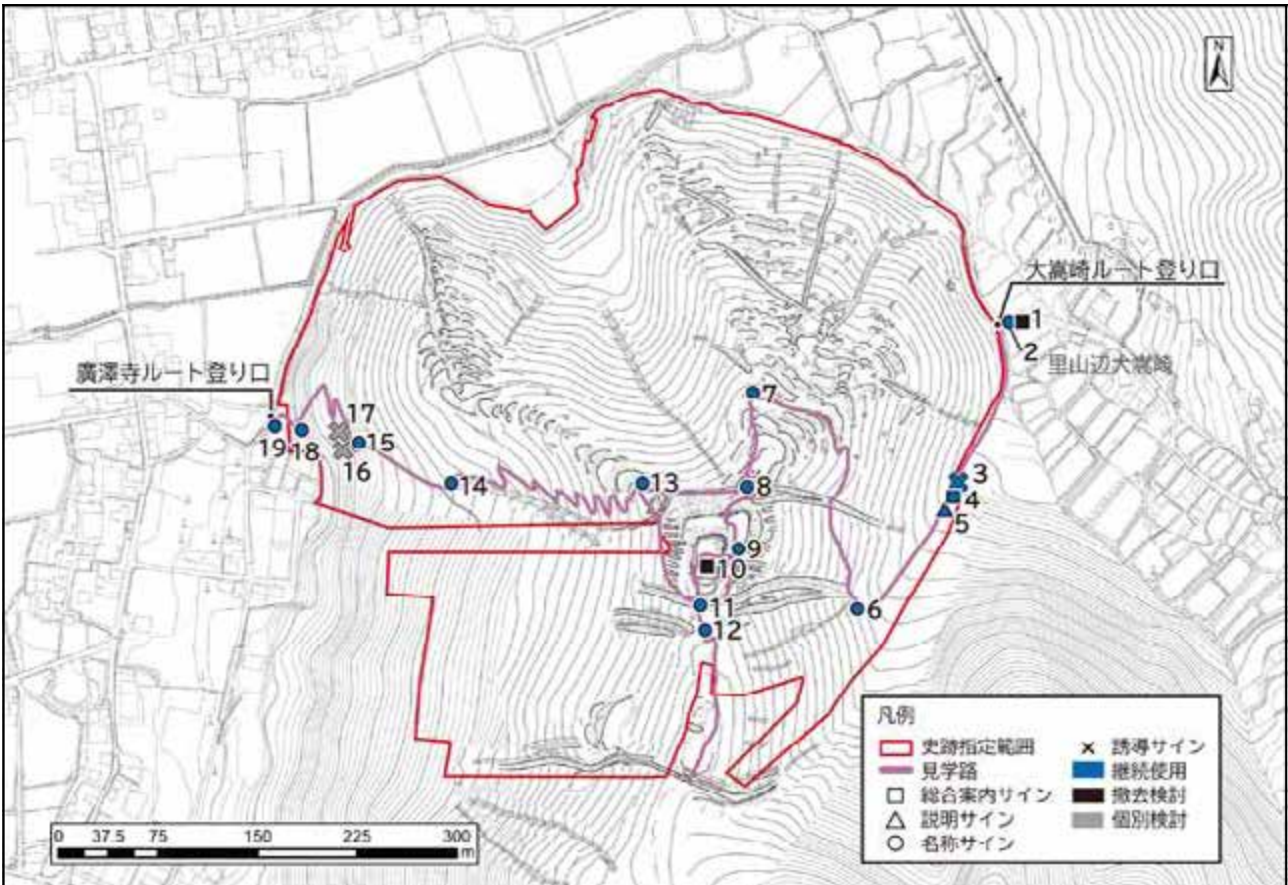 N
大嵩崎ルート登り口
1
2
里山辺大嵩崎
廣澤寺ルート登り口
7
17
19
18
15
16
14
13
8
3
4
5
9
10
11
6
12
凡例
史跡指定範囲
見学路
総合案内サイン
説明サイン
名称サイン
誘導サイン
継続使用
撤去検討
個別検討
0 37.5 75 150 225 300
m